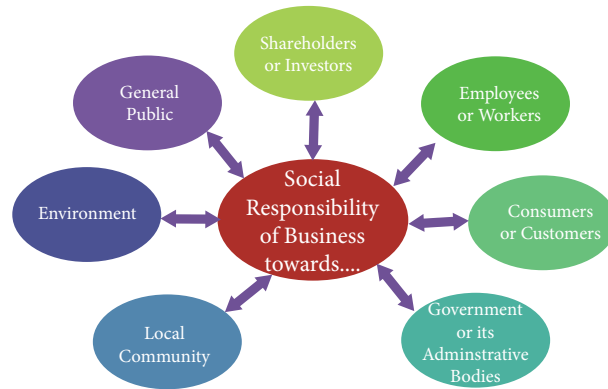 Shareholders
or Investors
General
Public
Employees
or Workers
Social
Responsibility
of Business
towards....
Environment
Consumers
or Customers
Local
Community
Government
or its
Adminstrative
Bodies